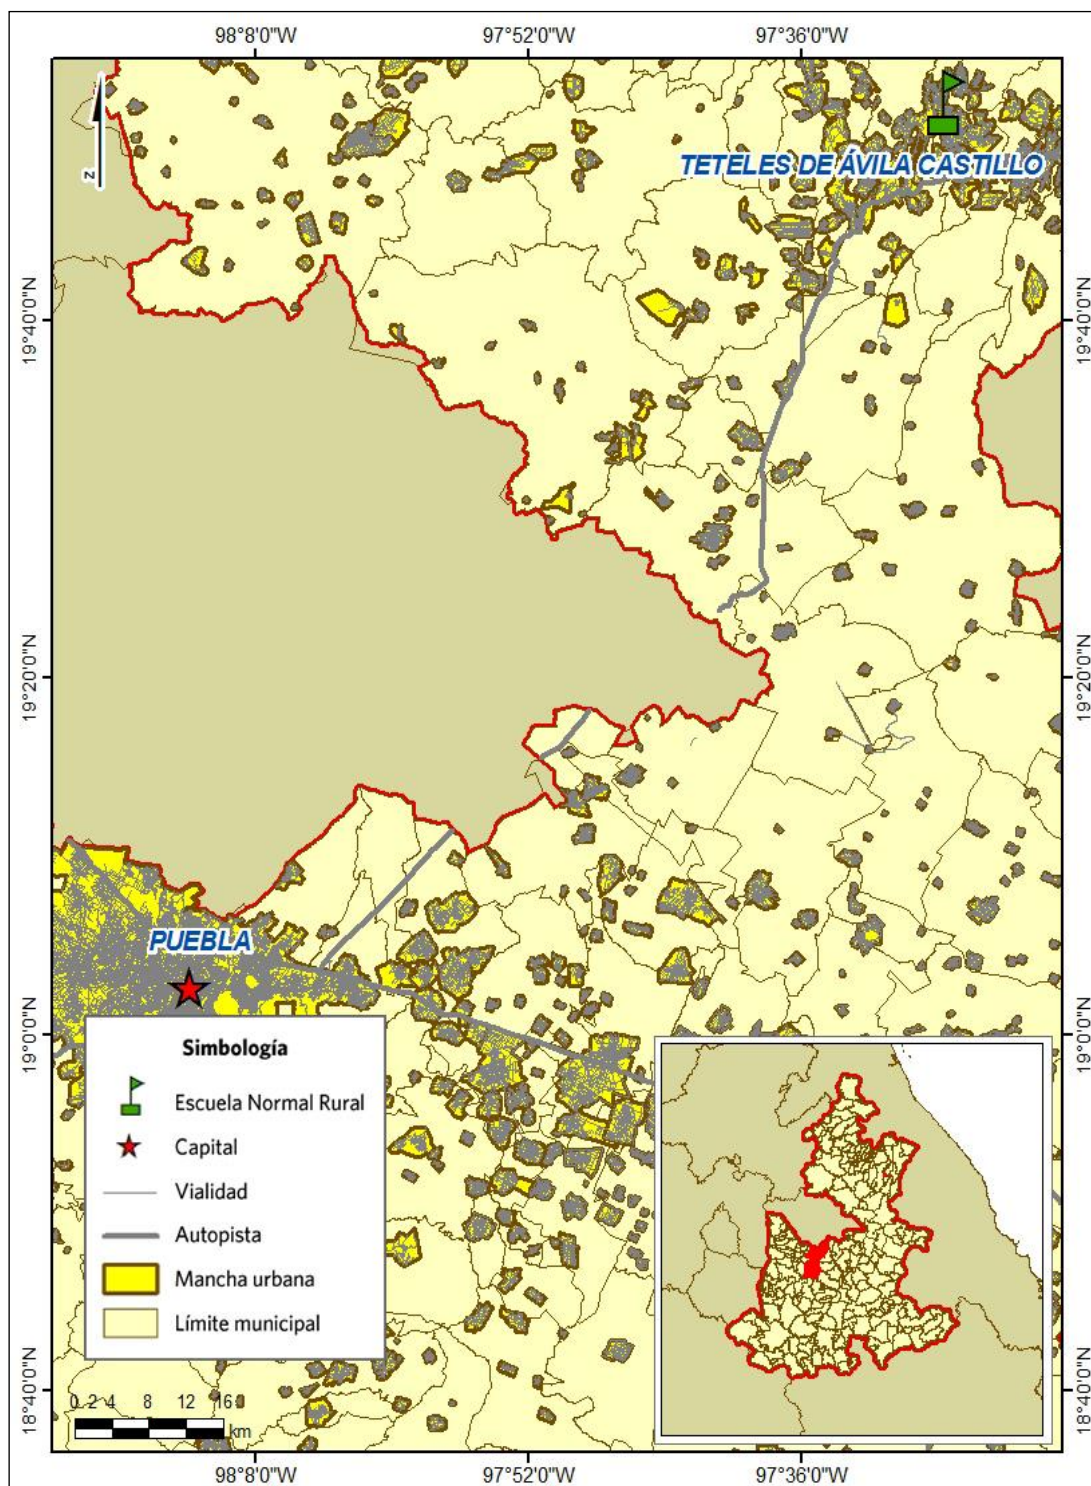 98°8'0"W 97°52'0"W 97°36'0"W
z
TETELES DE ÁVILA CASTILLO
19°40'0"N 19°40'0"N
19°20'0"N 19°20'0"N
PUEBLA
19°0'0"N 19°0'0"N
Simbología
Escuela Normal Rural
Capital
Vialidad
Autopista
Mancha urbana
Límite municipal
18°40'0"N 18°40'0"N
0 2 4 8 12 16
km
98°8'0"W 97°52'0"W 97°36'0"W